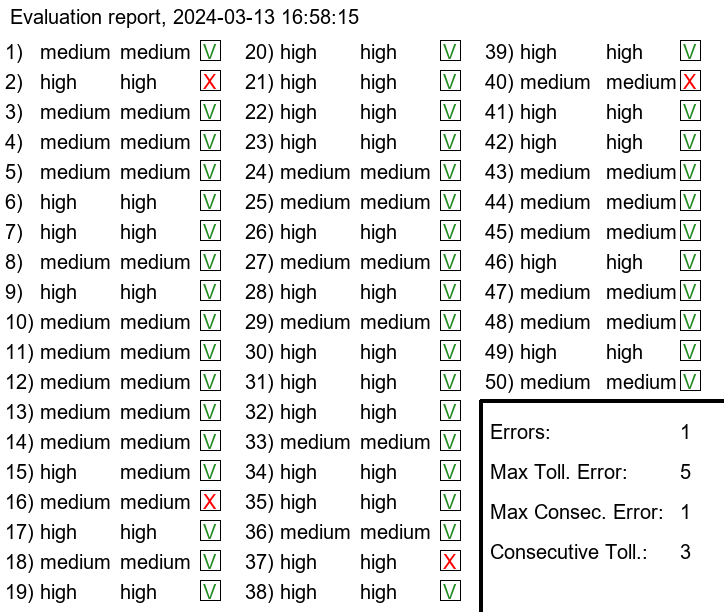 Evaluation report, 2024-03-13 16:58:15
1) medium medium V
2) high high X
3) medium medium V
4) medium medium V
5) medium medium V
6) high high V
7) high high V
8) medium medium V
9) high high V
10) medium medium V
11) medium medium V
12) medium medium V
13) medium medium V
14) medium medium V
15) high medium V
16) medium medium X
17) high high V
18) medium medium V
19) high high V
20) high high V
21) high high V
22) high high V
23) high high V
24) medium medium V
25) medium medium V
26) high high V
27) medium medium V
28) high high V
29) medium medium V
30) high high V
31) high high V
32) high high V
33) medium medium V
34) high high V
35) high high V
36) medium medium V
37) high high X
38) high high V
39) high high V
40) medium medium X
41) high high V
42) high high V
43) medium medium V
44) medium medium V
45) medium medium V
46) high high V
47) medium medium V
48) medium medium V
49) high high V
50) medium medium V
Errors: 1
Max Toll. Error: 5
Max Consec. Error: 1
Consecutive Toll.: 3